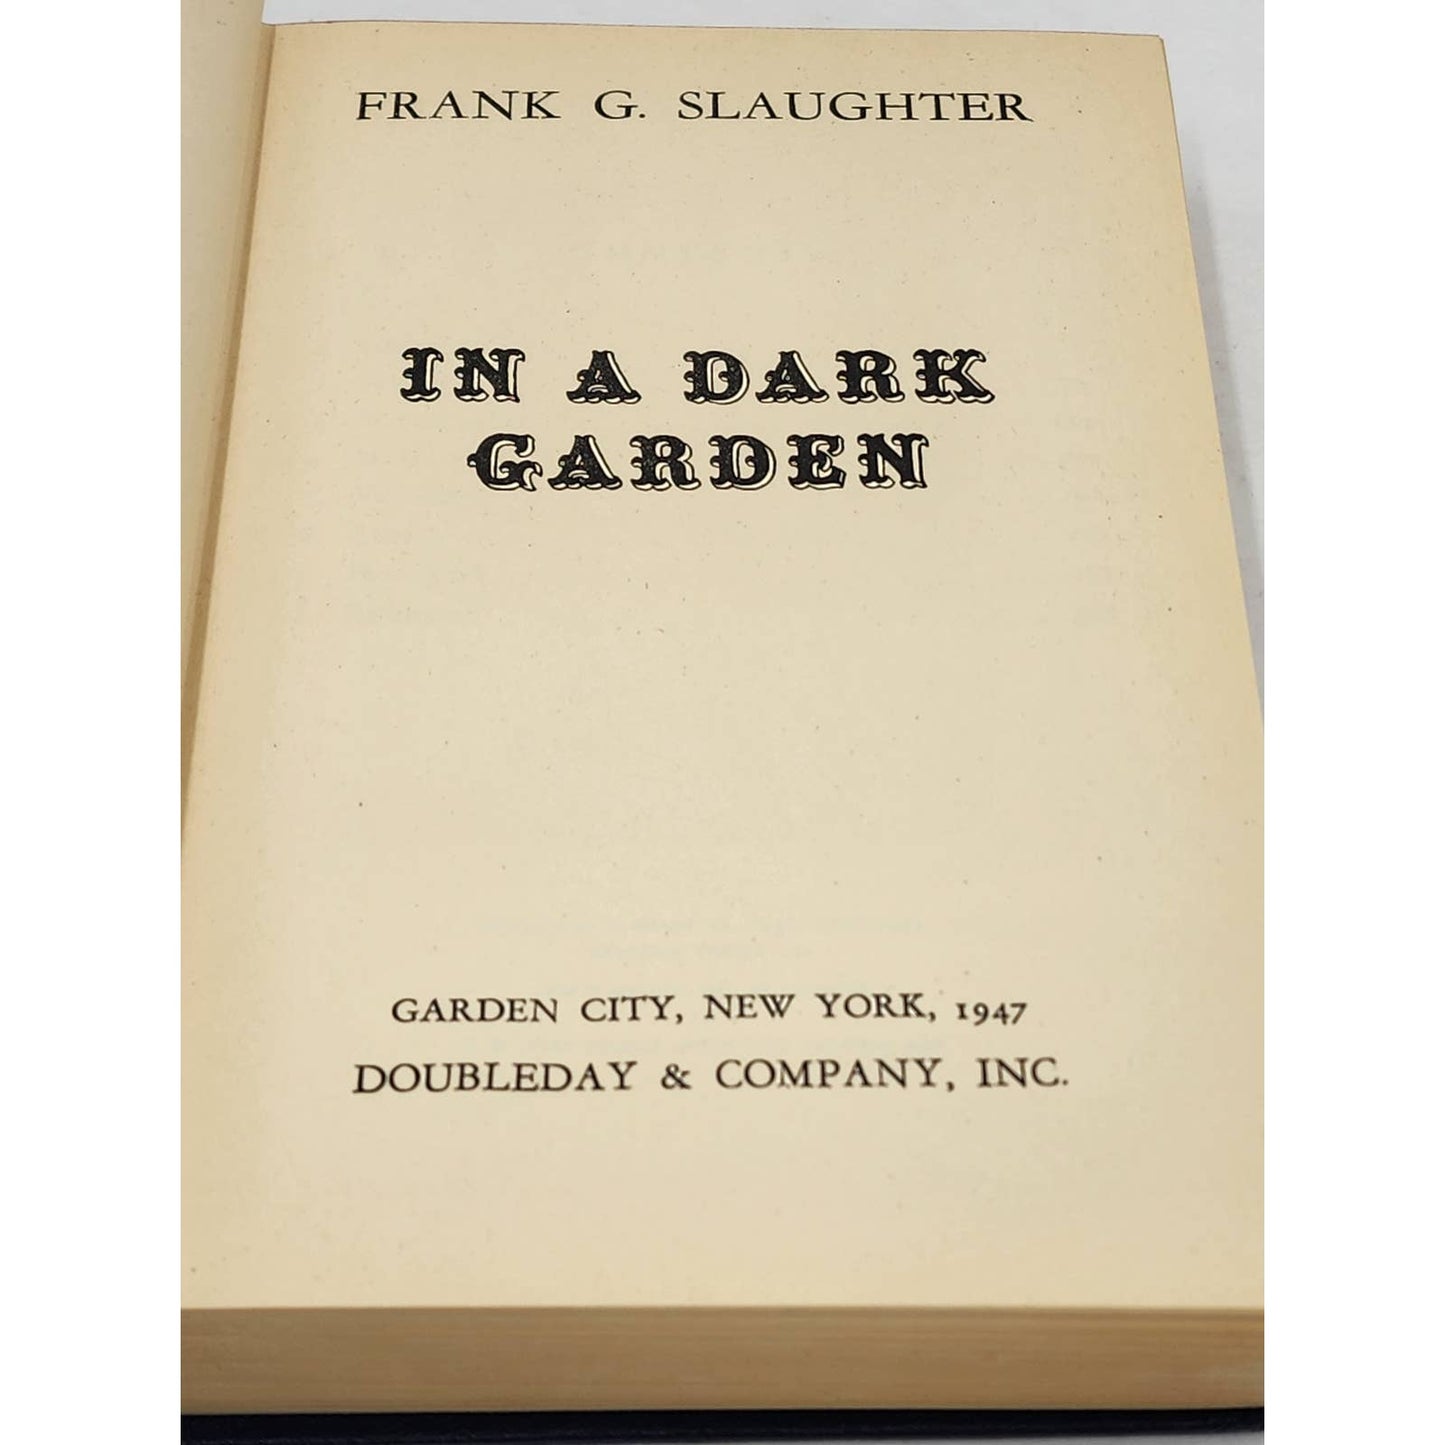 FRANK G. SLAUGHTER
IN A DARK
GARDEN
GARDEN CITY, NEW YORK, 1947
DOUBLEDAY & COMPANY, INC.